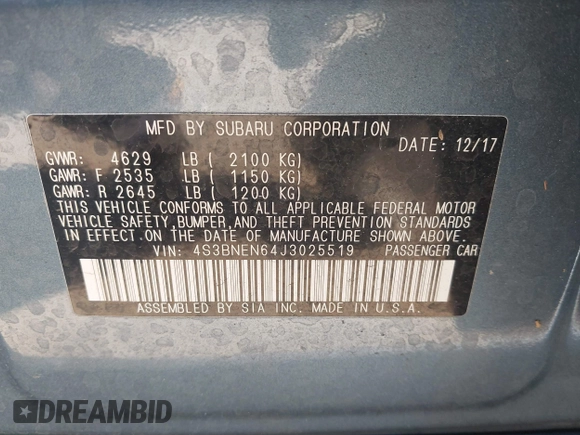 MFD BY SUBARU CORPORATION
DATE: 12/17
GVWR: 4629 LB ( 2100 KG)
GAWR: F 2535 LB ( 1150 KG)
GAWR: R 2645 LB ( 1200 KG)
THIS VEHICLE CONFORMS TO ALL APPLICABLE FEDERAL MOTOR
VEHICLE SAFETY,BUMPER,AND THEFT PREVENTION STANDARDS
IN EFFECT ON THE DATE OF MANUFACTURE SHOWN ABOVE.
VIN: 4S3BNEN64J3025519 PASSENGER CAR
ASSEMBLED BY SIA INC. MADE IN U.S.A.
DREAMBID